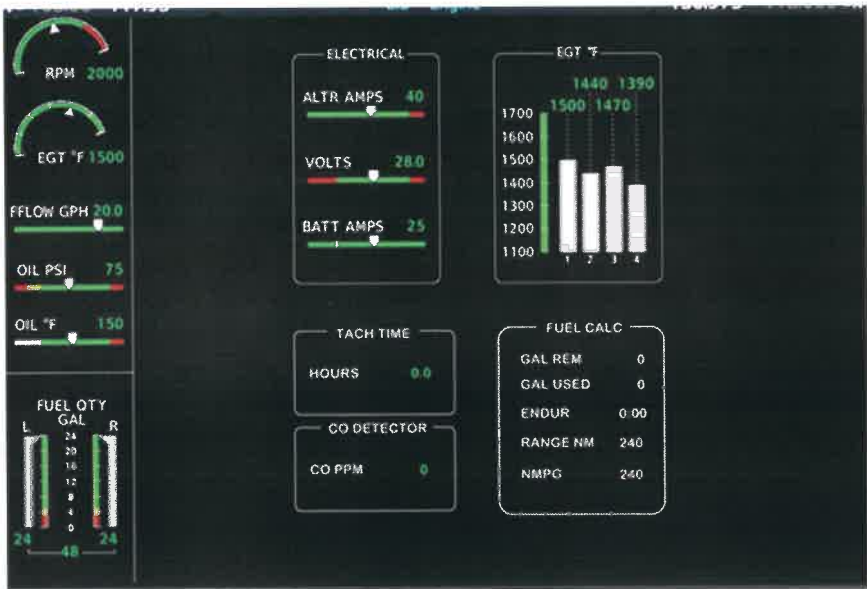 RPM 2000
EGT °F 1500
FFLOW GPH 20.0
OIL PSI 75
OIL °F 150
FUEL QTY
GAL
L R
24
20
16
12
8
4
0
24 24
48
ELECTRICAL
ALTR AMPS 40
VOLTS 28.0
BATT AMPS 25
TACH TIME
HOURS 0.0
CO DETECTOR
CO PPM 0
EGT °F
1440 1390
1500 1470
1700
1600
1500
1400
1300
1200
1100
1 2 3 4
FUEL CALC
GAL REM 0
GAL USED 0
ENDUR 0:00
RANGE NM 240
NMPG 240